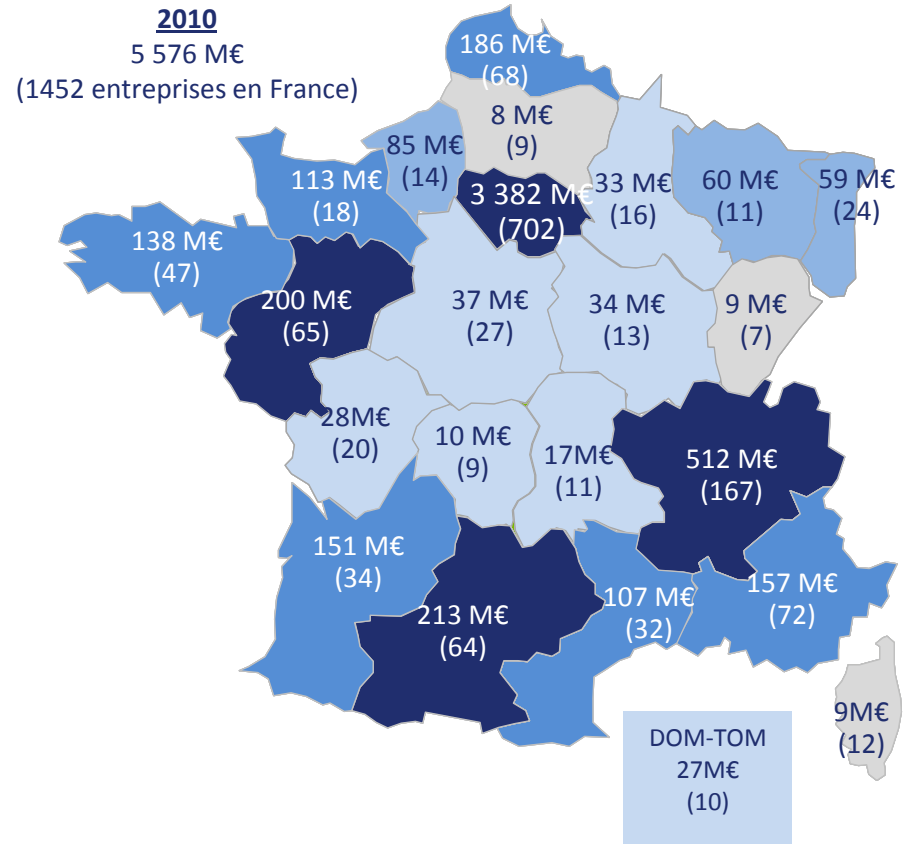 2010
5 576 M€
(1452 entreprises en France)
186 M€
(68)
8 M€
(9)
85 M€
(14)
113 M€
(18)
3 382 M€
(702)
33 M€
(16)
60 M€
(11)
59 M€
(24)
138 M€
(47)
200 M€
(65)
37 M€
(27)
34 M€
(13)
9 M€
(7)
28M€
(20)
10 M€
(9)
17M€
(11)
512 M€
(167)
151 M€
(34)
213 M€
(64)
107 M€
(32)
157 M€
(72)
9M€
(12)
DOM-TOM
27M€
(10)